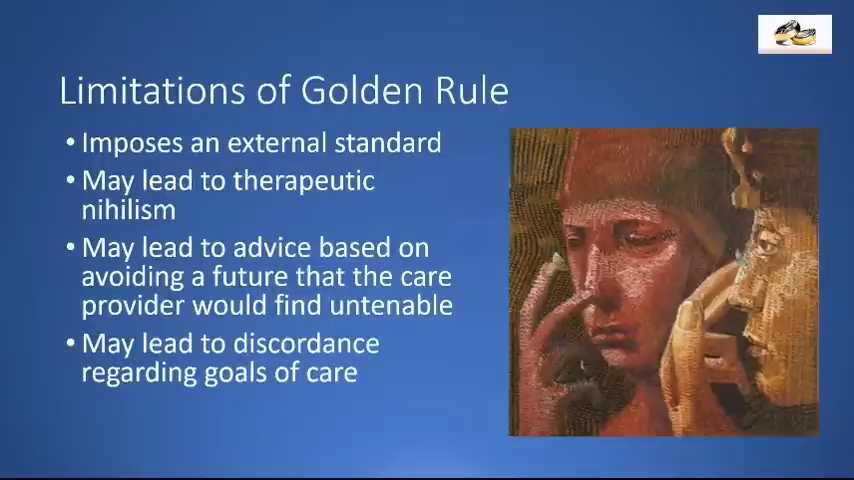 Limitations of Golden Rule
• Imposes an external standard
• May lead to therapeutic
nihilism
• May lead to advice based on
avoiding a future that the care
provider would find untenable
• May lead to discordance
regarding goals of care